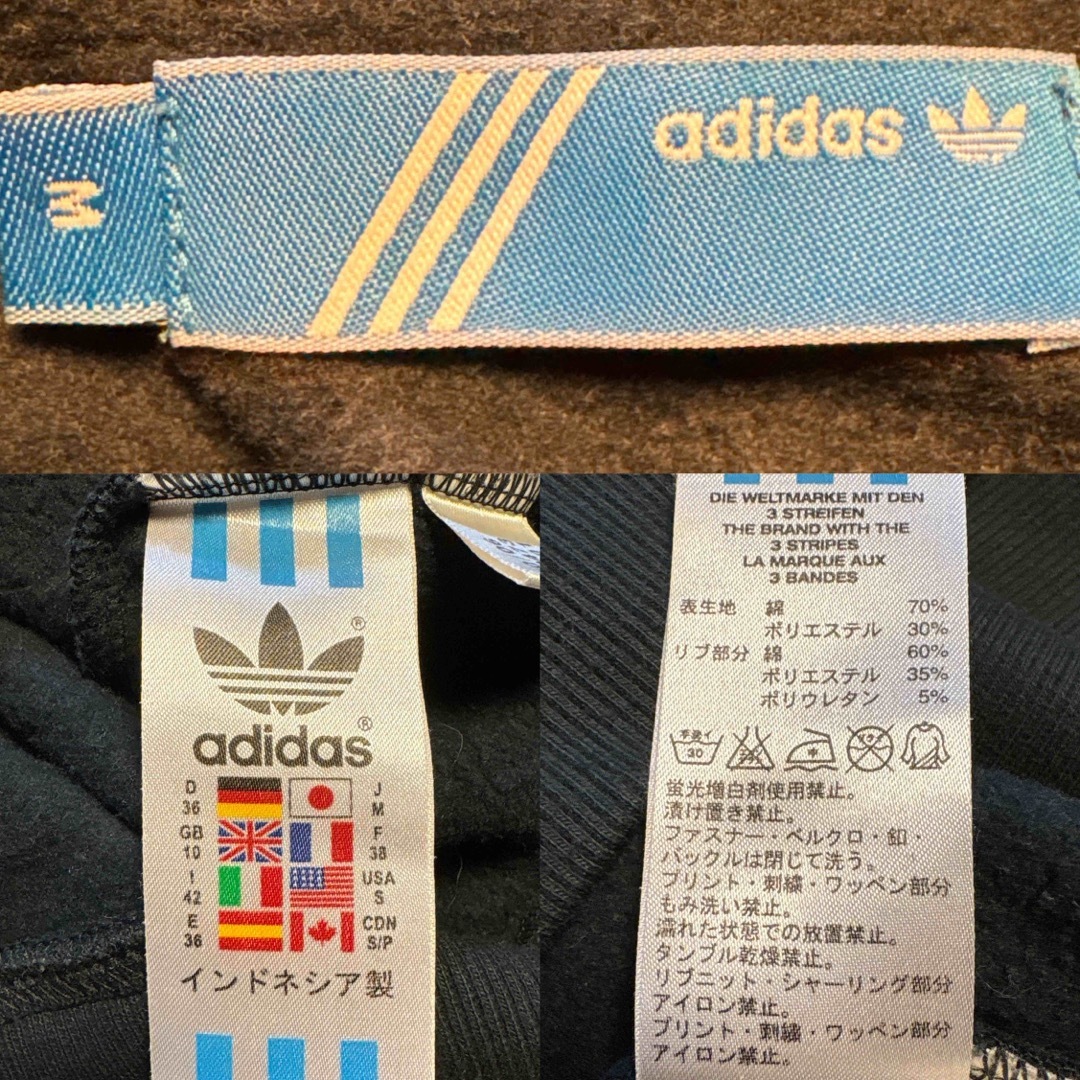 M
adidas
®
adidas®
D 36 J M
GB 10 F 38
I 42 USA S
E 36 CDN S/P
インドネシア製
DIE WELTMARKE MIT DEN
3 STREIFEN
THE BRAND WITH THE
3 STRIPES
LA MARQUE AUX
3 BANDES
表生地 綿 70%
ポリエステル 30%
リブ部分 綿 60%
ポリエステル 35%
ポリウレタン 5%
手洗イ 30
蛍光増白剤使用禁止。
漬け置き禁止。
ファスナー・ベルクロ・釦
バックルは閉じて洗う。
プリント・刺繍・ワッペン部分
もみ洗い禁止。
濡れた状態での放置禁止。
タンブル乾燥禁止。
リブニット・シャーリング部分
アイロン禁止。
プリント・刺繍・ワッペン部分
アイロン禁止。